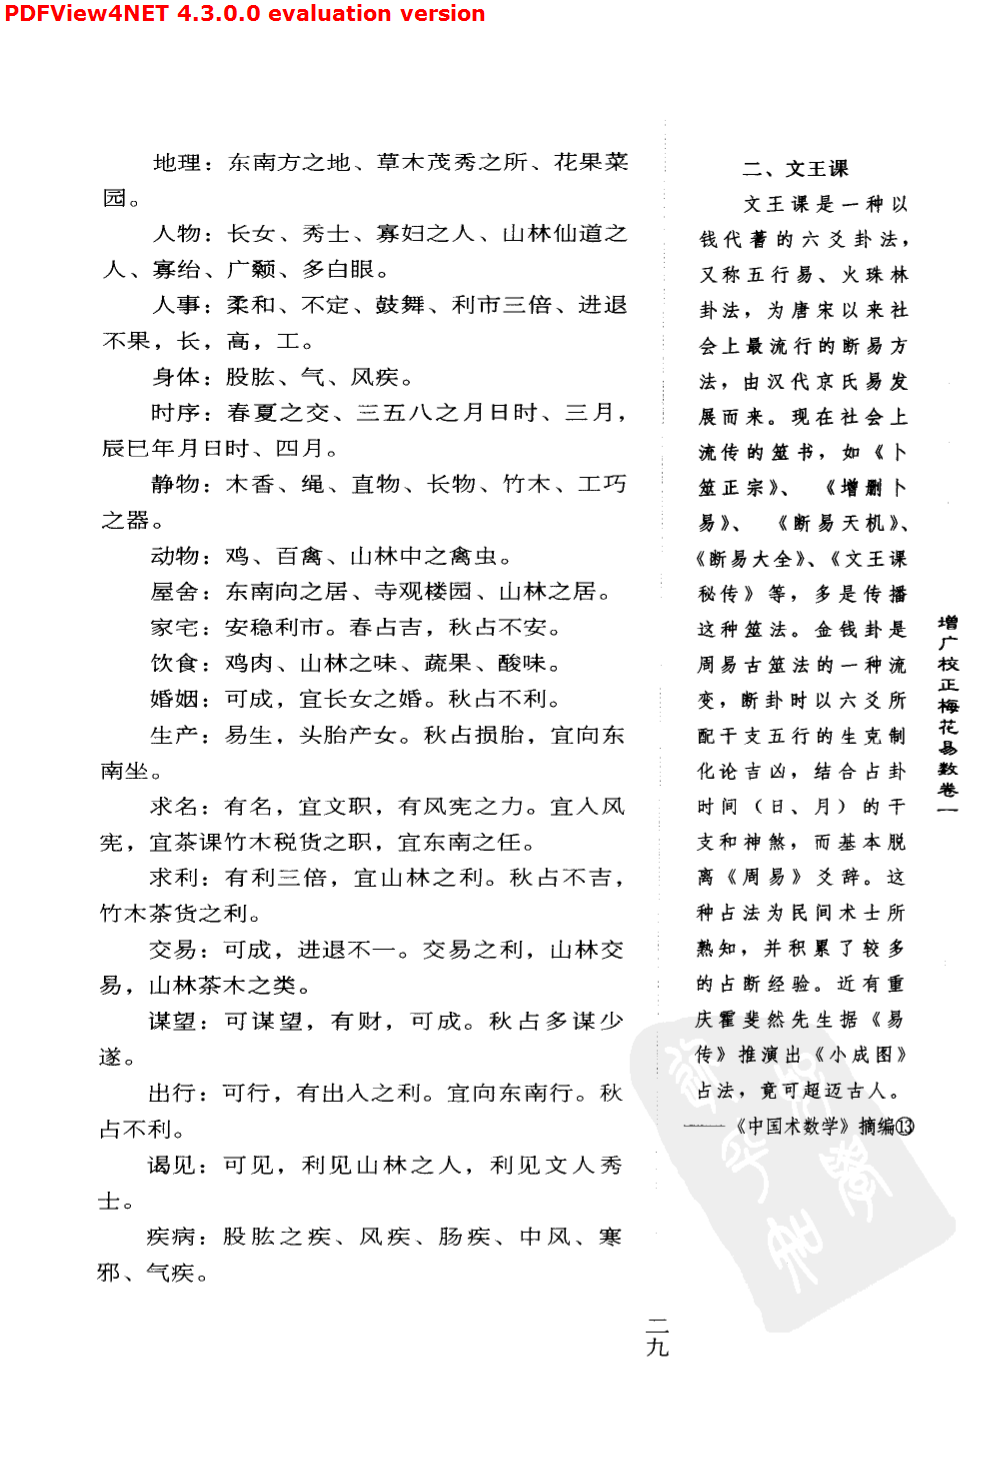 PDFView4NET 4.3.0.0 evaluation version
地理：东南方之地、草木茂秀之所、花果菜
园。
人物：长女、秀士、寡妇之人、山林仙道之
人、寡绐、广颡、多白眼。
人事：柔和、不定、鼓舞、利市三倍、进退
不果，长，高，工。
身体：股肱、气、风疾。
时序：春夏之交、三五八之月日时、三月，
辰巳年月日时、四月。
静物：木香、绳、直物、长物、竹木、工巧
之器。
动物：鸡、百禽、山林中之禽虫。
屋舍：东南向之居、寺观楼园、山林之居。
家宅：安稳利市。春占吉，秋占不安。
饮食：鸡肉、山林之味、蔬果、酸味。
婚姻：可成，宜长女之婚。秋占不利。
生产：易生，头胎产女。秋占损胎，宜向东
南坐。
求名：有名，宜文职，有风宪之力。宜入风
宪，宜茶课竹木税货之职，宜东南之任。
求利：有利三倍，宜山林之利。秋占不吉，
竹木茶货之利。
交易：可成，进退不一。交易之利，山林交
易，山林茶木之类。
谋望：可谋望，有财，可成。秋占多谋少
遂。
出行：可行，有出入之利。宜向东南行。秋
占不利。
谒见：可见，利见山林之人，利见文人秀
士。
疾病：股肱之疾、风疾、肠疾、中风、寒
邪、气疾。
二、文王课
文王课是一种以
钱代蓍的六爻卦法，
又称五行易、火珠林
卦法，为唐宋以来社
会上最流行的断易方
法，由汉代京氏易发
展而来。现在社会上
流传的筮书，如《卜
筮正宗》、《增删卜
易》、《断易天机》、
《断易大全》、《文王课
秘传》等，多是传播
这种筮法。金钱卦是
周易古筮法的一种流
变，断卦时以六爻所
配干支五行的生克制
化论吉凶，结合占卦
时间（日、月）的干
支和神煞，而基本脱
离《周易》爻辞。这
种占法为民间术士所
熟知，并积累了较多
的占断经验。近有重
庆霍斐然先生据《易
传》推演出《小成图》
占法，竟可超迈古人。
——《中国术数学》摘编⑬
增广校正梅花易数卷一
二九